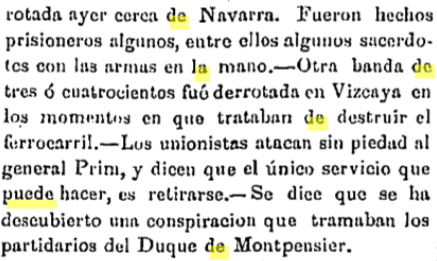 rotada ayer cerca de Navarra. Fueron hechos
prisioneros algunos, entre ellos algunos sacerdo-
tes con las armas en la mano.—Otra banda de
tres ó cuatrocientos fué derrotada en Vizcaya en
los momentos en que trataban de destruir el
ferrocarril.—Los unionistas atacan sin piedad al
general Prim, y dicen que el único servicio que
puede hacer, es retirarse.—Se dice que se ha
descubierto una conspiracion que tramaban los
partidarios del Duque de Montpensier.